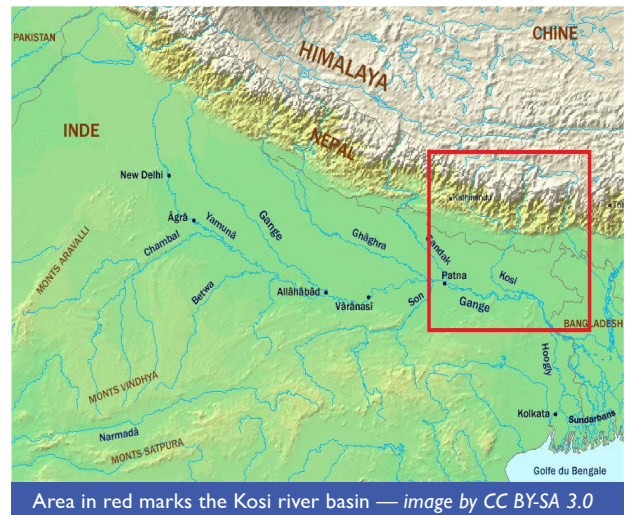 PAKISTAN
CHINE
HIMALAYA
INDE
NEPAL
New Delhi
Kathmandu
Âgrâ
Yamunâ
Gange
Ghâghra
Gandak
Chambal
MONTS ARAVALLI
Betwa
Allâhâbâd
Vârânasî
Son
Patna
Kosi
Gange
BANGLADESH
Hoogly
MONTS VINDHYA
Kolkata
Sundarbans
Narmadâ
MONTS SATPURA
Golfe du Bengale
Area in red marks the Kosi river basin — image by CC BY-SA 3.0